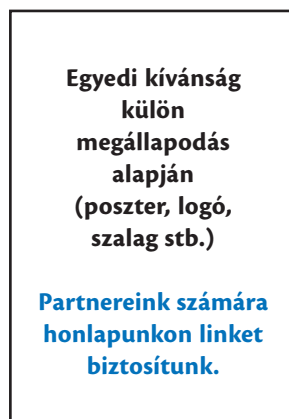 Egyedi kívánság
külön
megállapodás
alapján
(poszter, logó,
szalag stb.)
Partnereink számára
honlapunkon linket
biztosítunk.